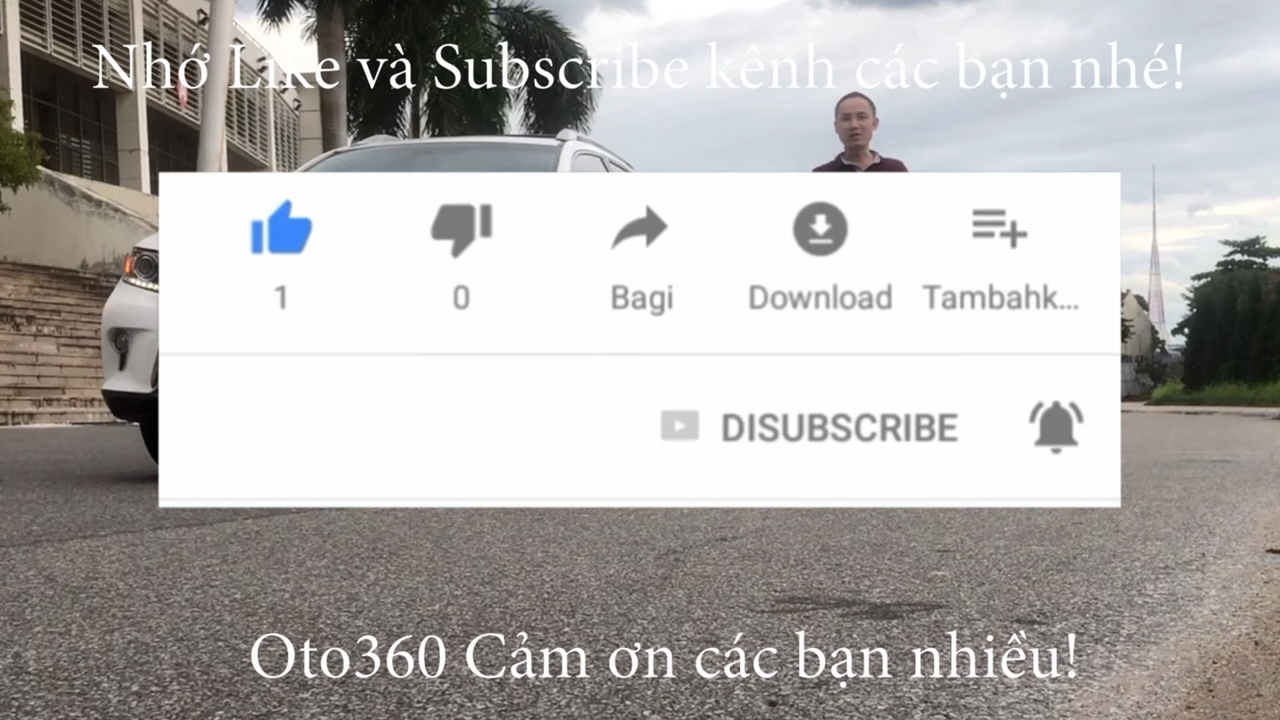 Nhớ Like và Subscribe kênh các bạn nhé!
1 0 Bagi Download Tambahk...
DISUBSCRIBE
Oto360 Cảm ơn các bạn nhiều!